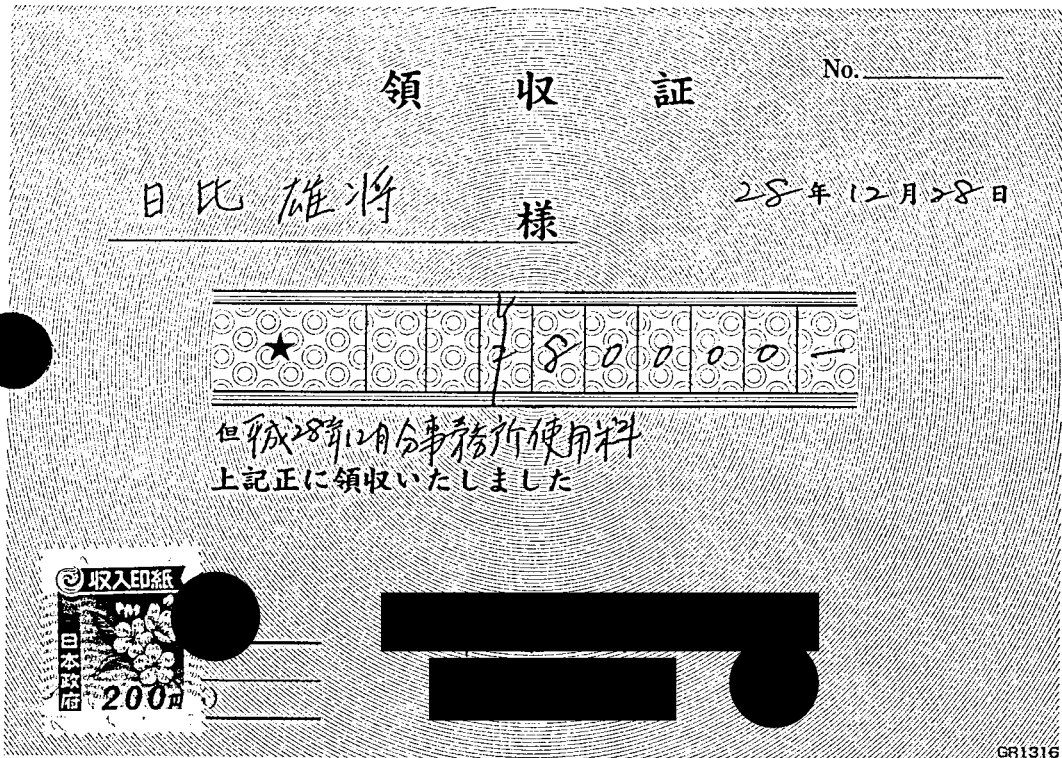 領収証
No.
日比 雄将 様
28年12月28日
★ ¥280000-
但 平成28年12月分事務所使用料
上記正に領収いたしました
収入印紙
日本政府
200円
GR1316